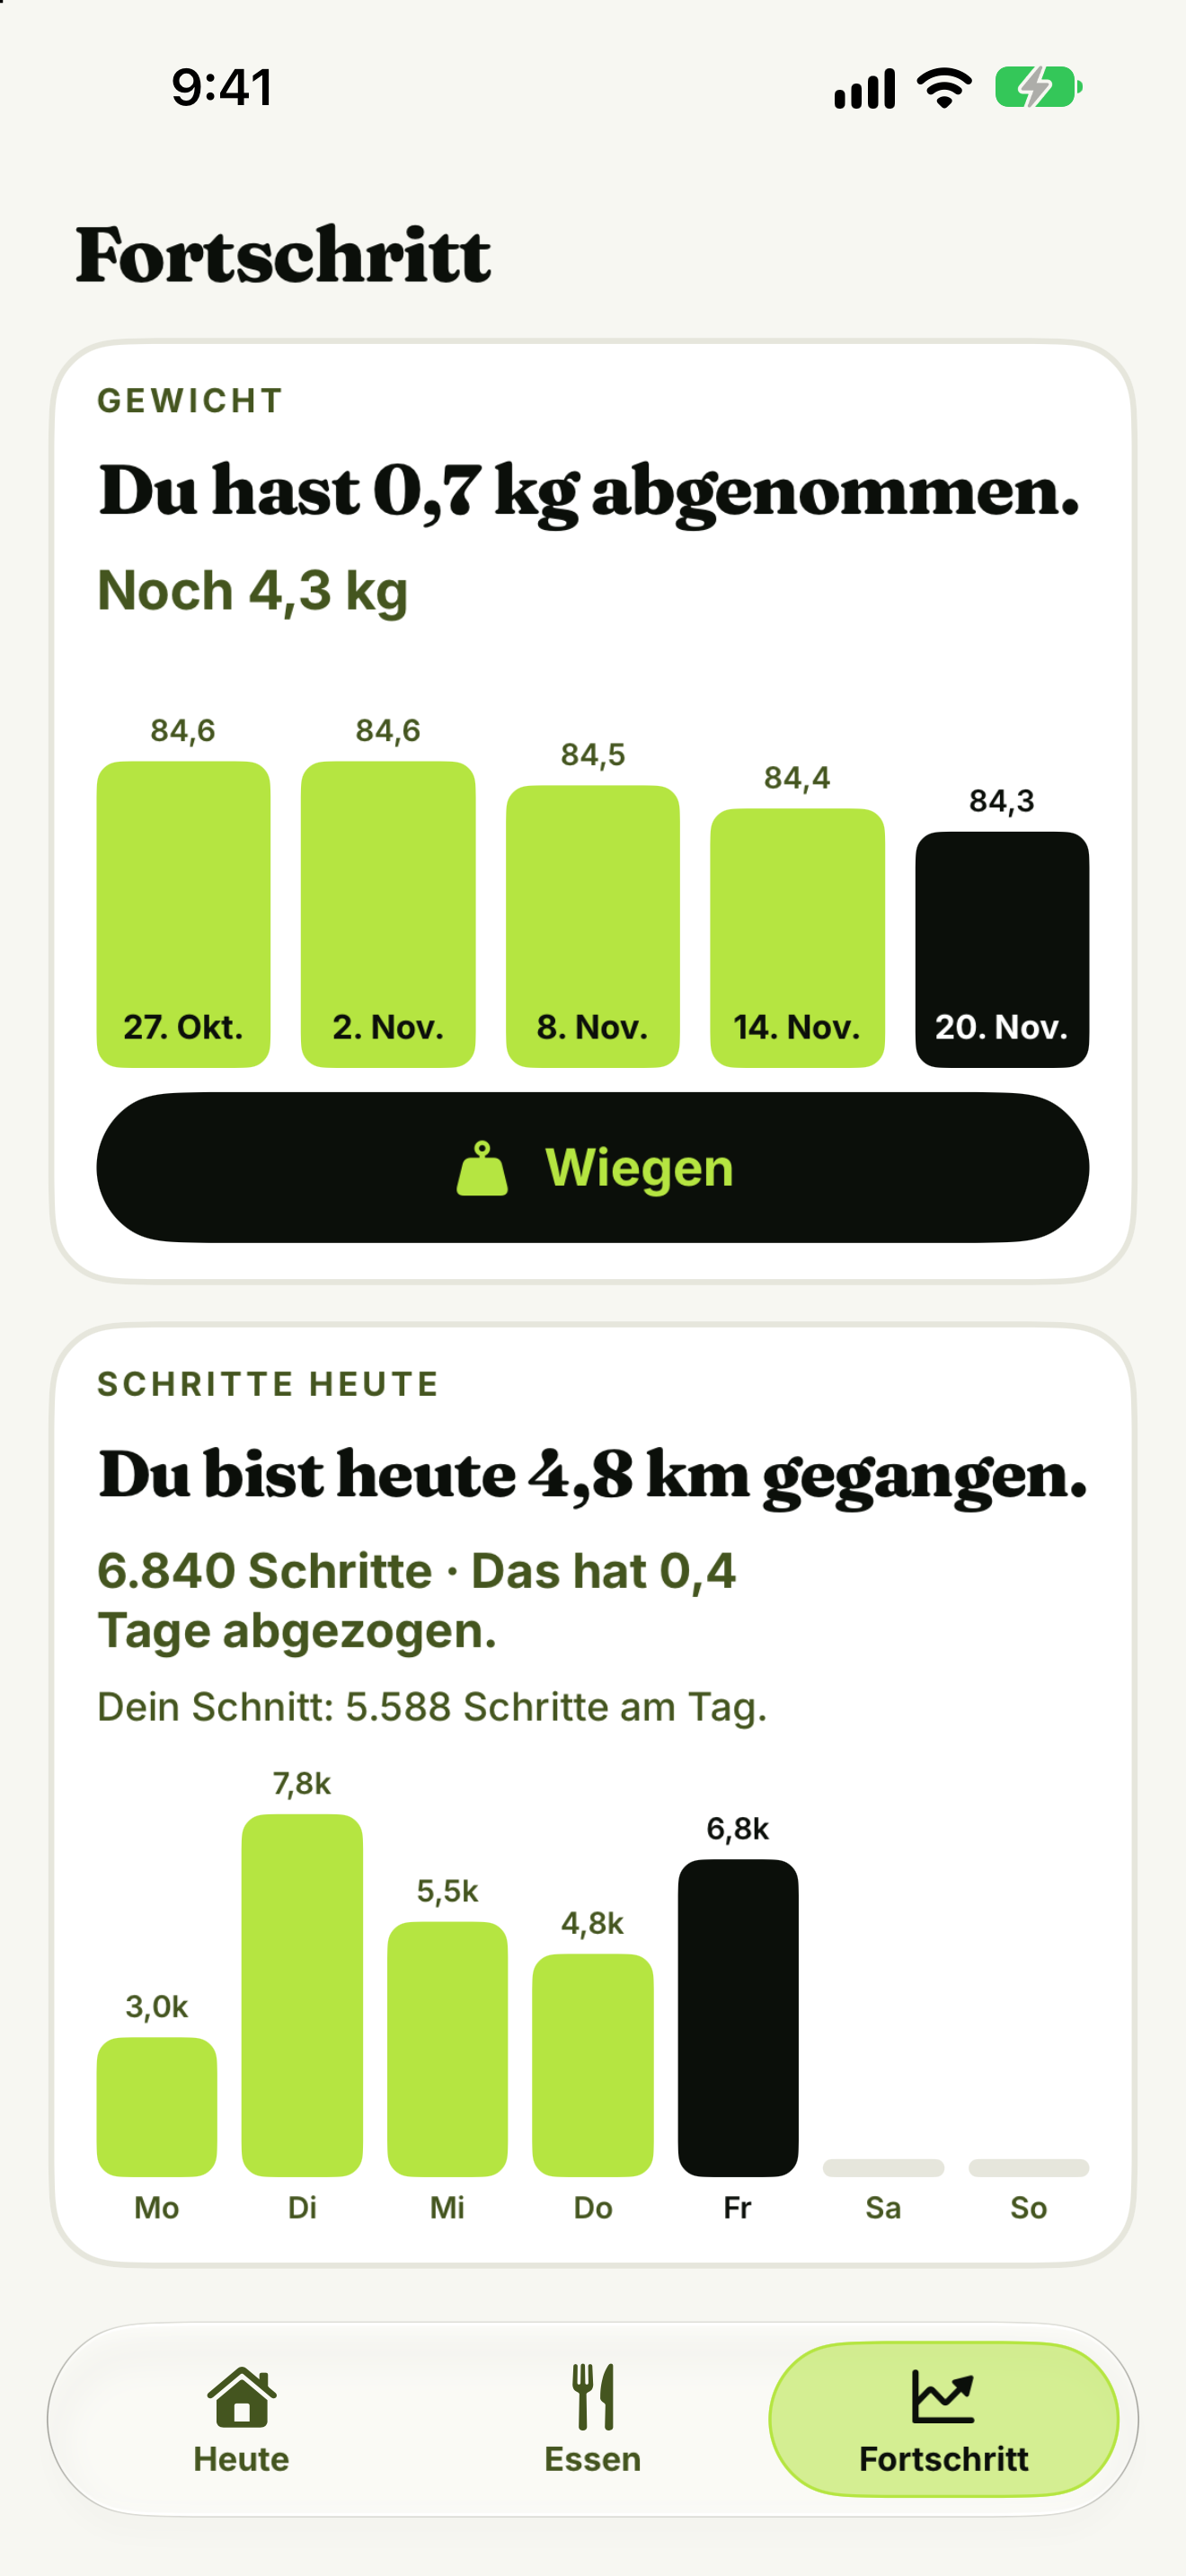 9:41
Fortschritt
GEWICHT
Du hast 0,7 kg abgenommen.
Noch 4,3 kg
84,6
84,6
84,5
84,4
84,3
27. Okt.
2. Nov.
8. Nov.
14. Nov.
20. Nov.
Wiegen
SCHRITTE HEUTE
Du bist heute 4,8 km gegangen.
6.840 Schritte · Das hat 0,4
Tage abgezogen.
Dein Schnitt: 5.588 Schritte am Tag.
3,0k
7,8k
5,5k
4,8k
6,8k
Mo
Di
Mi
Do
Fr
Sa
So
Heute
Essen
Fortschritt